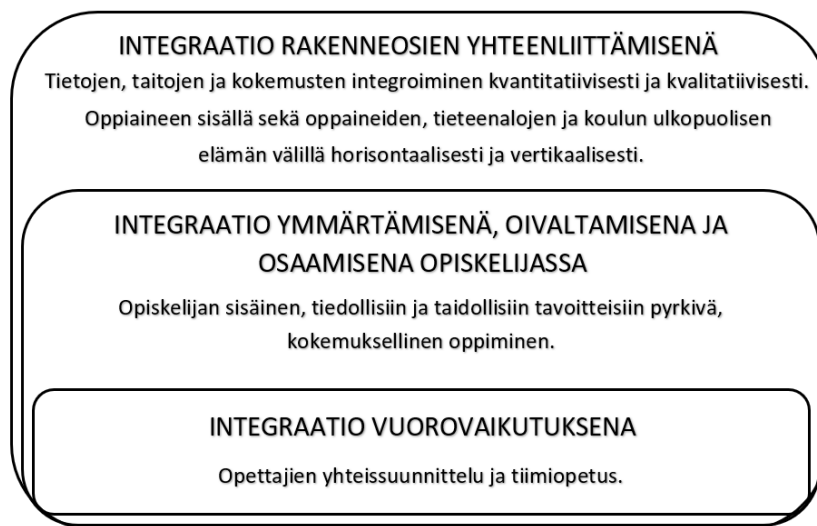 INTEGRAATIO RAKENNEOSIEN YHTEENLIITTÄMISENÄ
Tietojen, taitojen ja kokemusten integroiminen kvantitatiivisesti ja kvalitatiivisesti.
Oppiaineen sisällä sekä oppaineiden, tieteenalojen ja koulun ulkopuolisen
elämän välillä horisontaalisesti ja vertikaalisesti.
INTEGRAATIO YMMÄRTÄMISENÄ, OIVALTAMISENA JA
OSAAMISENA OPISKELIJASSA
Opiskelijan sisäinen, tiedollisiin ja taidollisiin tavoitteisiin pyrkivä,
kokemuksellinen oppiminen.
INTEGRAATIO VUOROVAIKUTUKSENA
Opettajien yhteissuunnittelu ja tiimiopetus.